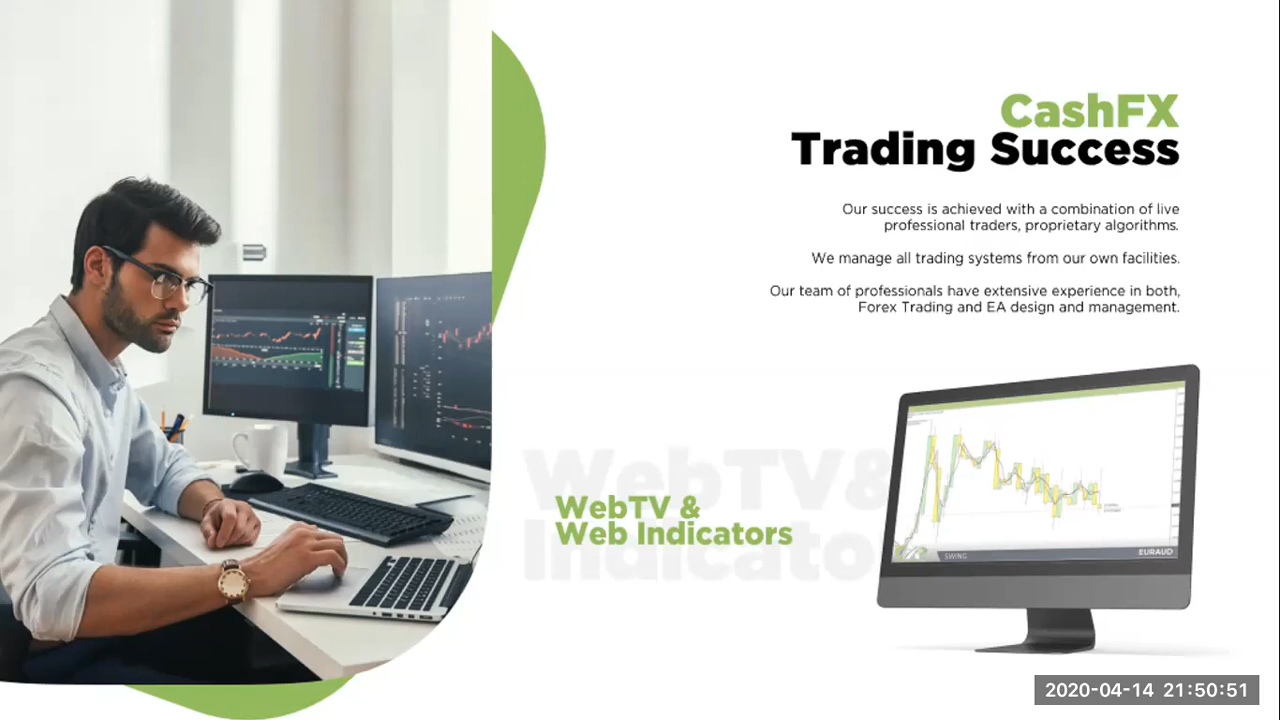 CashFX
Trading Success
Our success is achieved with a combination of live
professional traders, proprietary algorithms.
We manage all trading systems from our own facilities.
Our team of professionals have extensive experience in both,
Forex Trading and EA design and management.
WebTV &
Indicato
WebTV &
Web Indicators
SWING
EURAUD
2020-04-14 21:50:51